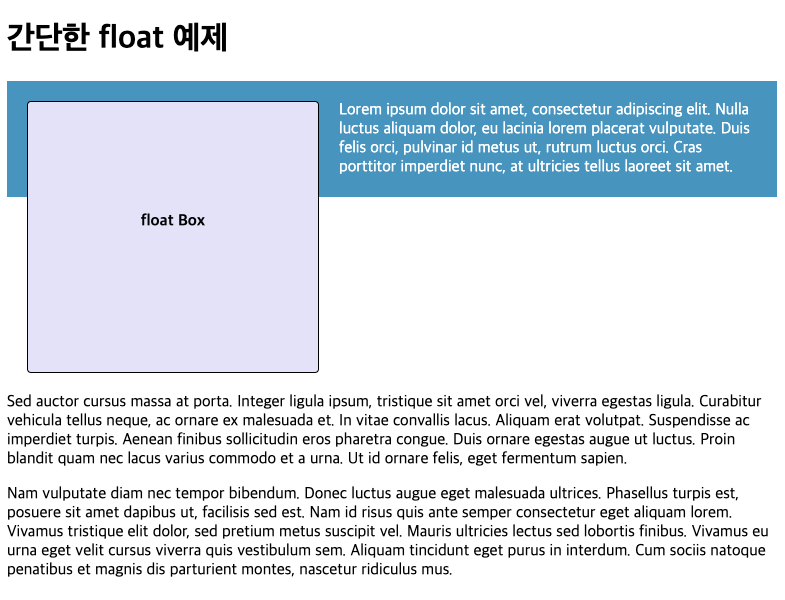 간단한 float 예제
Lorem ipsum dolor sit amet, consectetur adipiscing elit. Nulla
luctus aliquam dolor, eu lacinia lorem placerat vulputate. Duis
felis orci, pulvinar id metus ut, rutrum luctus orci. Cras
porttitor imperdiet nunc, at ultricies tellus laoreet sit amet.
float Box
Sed auctor cursus massa at porta. Integer ligula ipsum, tristique sit amet orci vel, viverra egestas ligula. Curabitur
vehicula tellus neque, ac ornare ex malesuada et. In vitae convallis lacus. Aliquam erat volutpat. Suspendisse ac
imperdiet turpis. Aenean finibus sollicitudin eros pharetra congue. Duis ornare egestas augue ut luctus. Proin
blandit quam nec lacus varius commodo et a urna. Ut id ornare felis, eget fermentum sapien.
Nam vulputate diam nec tempor bibendum. Donec luctus augue eget malesuada ultrices. Phasellus turpis est,
posuere sit amet dapibus ut, facilisis sed est. Nam id risus quis ante semper consectetur eget aliquam lorem.
Vivamus tristique elit dolor, sed pretium metus suscipit vel. Mauris ultricies lectus sed lobortis finibus. Vivamus eu
urna eget velit cursus viverra quis vestibulum sem. Aliquam tincidunt eget purus in interdum. Cum sociis natoque
penatibus et magnis dis parturient montes, nascetur ridiculus mus.